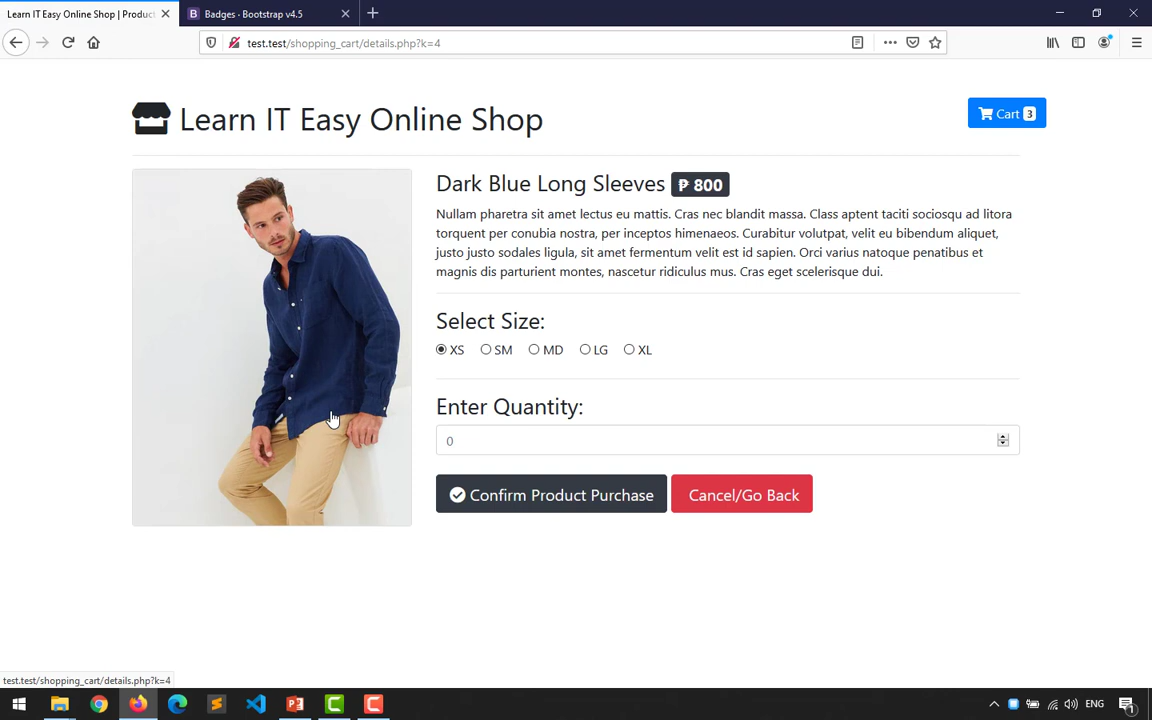 Learn IT Easy Online Shop | Product
Badges · Bootstrap v4.5
test.test/shopping_cart/details.php?k=4
Learn IT Easy Online Shop
Cart 3
Dark Blue Long Sleeves ₱ 800
Nullam pharetra sit amet lectus eu mattis. Cras nec blandit massa. Class aptent taciti sociosqu ad litora
torquent per conubia nostra, per inceptos himenaeos. Curabitur volutpat, velit eu bibendum aliquet,
justo justo sodales ligula, sit amet fermentum velit est id sapien. Orci varius natoque penatibus et
magnis dis parturient montes, nascetur ridiculus mus. Cras eget scelerisque dui.
Select Size:
XS SM MD LG XL
Enter Quantity:
0
Confirm Product Purchase Cancel/Go Back
test.test/shopping_cart/details.php?k=4
ENG